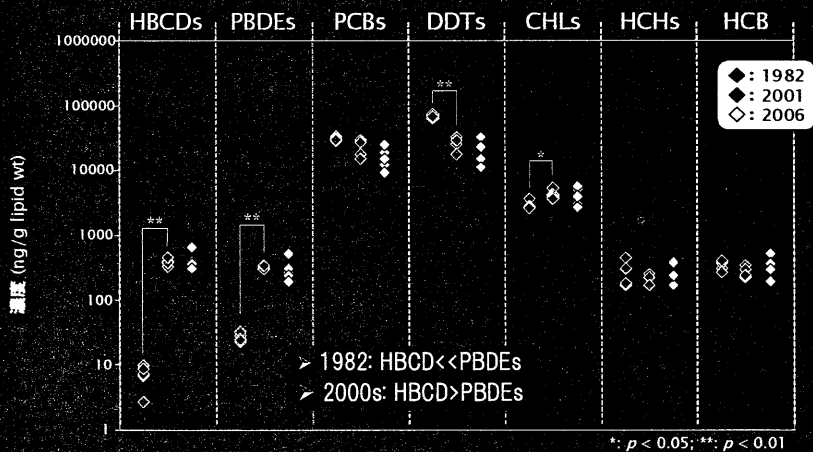 HBCDs PBDEs PCBs DDTs CHLs HCHs HCB
1000000
100000
10000
1000
100
10
1
濃度 (ng/g lipid wt)
◆: 1982
◆: 2001
◇: 2006
**
**
**
*
➢ 1982: HBCD<<PBDEs
➢ 2000s: HBCD>PBDEs
*: p < 0.05; **: p < 0.01